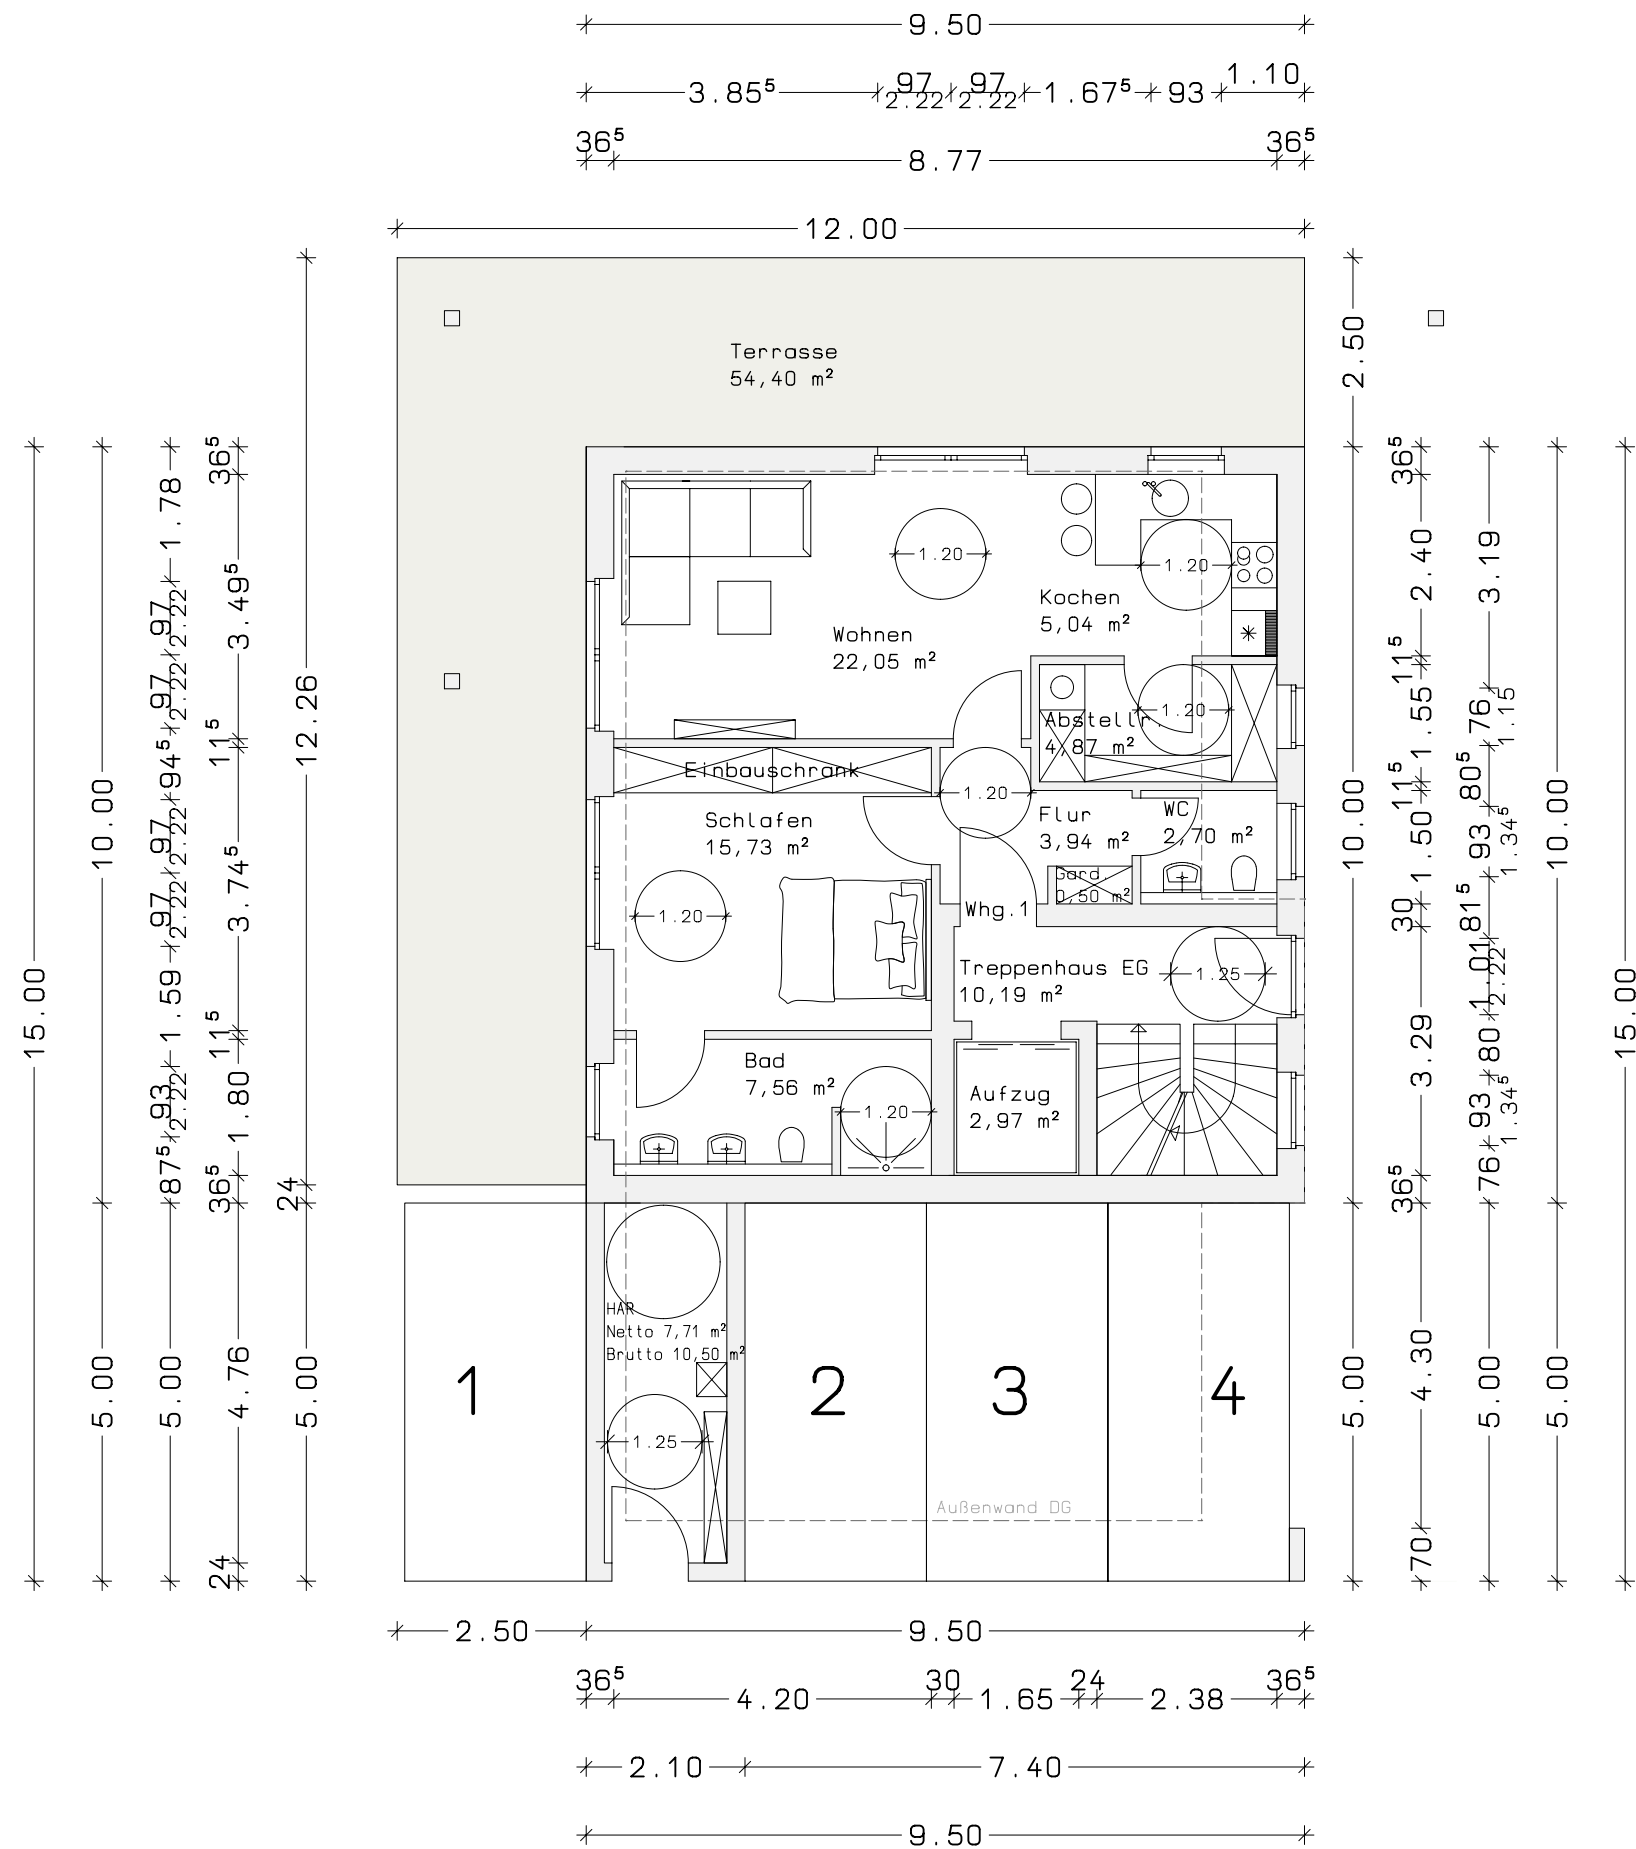 9.50
3.85⁵ 97 2.22 97 2.22 1.67⁵ 93 1.10
36⁵ 8.77 36⁵
12.00
Terrasse
54,40 m²
Kochen
5,04 m²
Wohnen
22,05 m²
1.20
1.20
Abstellr.
4,87 m²
1.20
Einbauschrank
1.20
Schlafen
15,73 m²
Flur
3,94 m²
WC
2,70 m²
Gard.
0,50 m²
1.20
Whg.1
Treppenhaus EG
10,19 m²
1.25
Bad
7,56 m²
1.20
Aufzug
2,97 m²
HAR
Netto 7,71 m²
Brutto 10,50 m²
1 2 3 4
1.25
Außenwand DG
15.00
10.00
5.00
1.78
97 2.22
97 2.22
94⁵
97 2.22
97 2.22
1.59
93 2.22
87⁵
5.00
36⁵
3.49⁵
11⁵
3.74⁵
11⁵
1.80
36⁵
4.76
24
12.26
24
5.00
2.50
10.00
5.00
36⁵
2.40
11⁵
1.55
11⁵
1.50
30
3.29
36⁵
4.30
70
3.19
76 1.15
80⁵
93 1.34⁵
81⁵
1.01 2.22
80
93 1.34⁵
76
5.00
10.00
5.00
15.00
2.50 9.50
36⁵ 4.20 30 1.65 24 2.38 36⁵
2.10 7.40
9.50